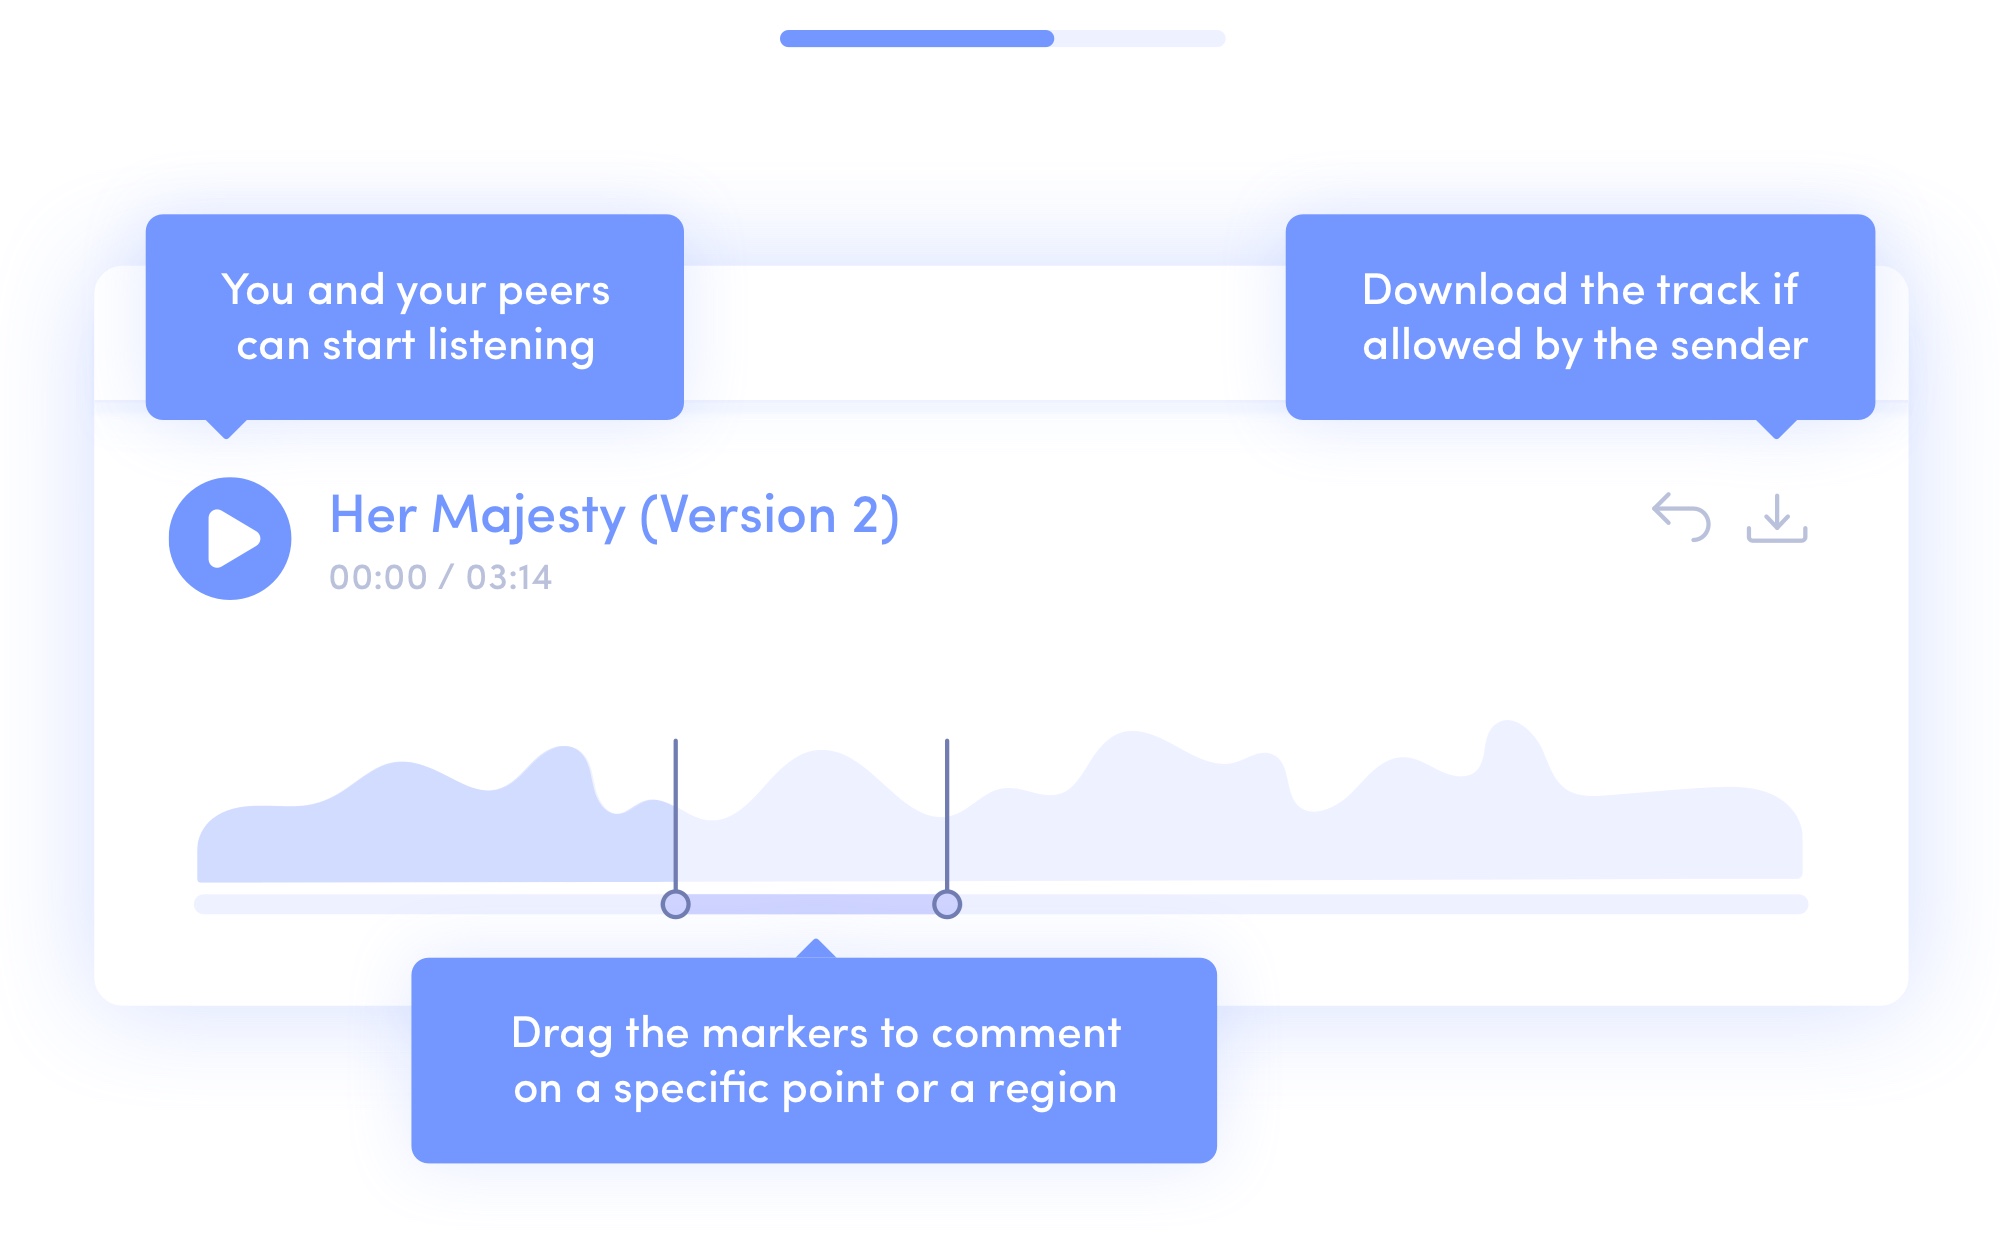 You and your peers
can start listening
Download the track if
allowed by the sender
Her Majesty (Version 2)
00:00 / 03:14
Drag the markers to comment
on a specific point or a region